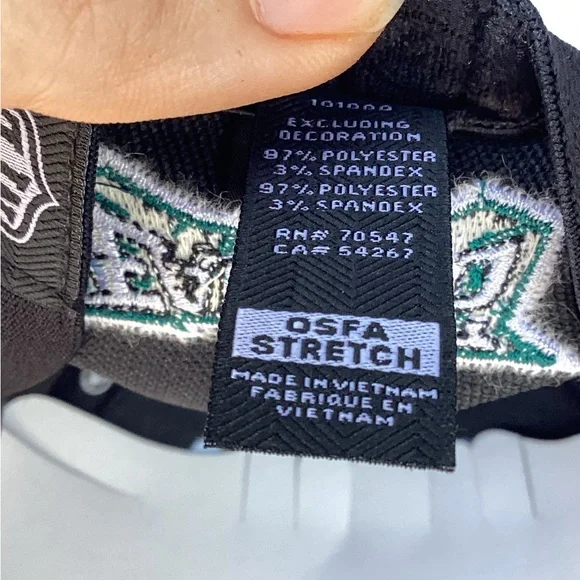 101000
EXCLUDING
DECORATION
97% POLYESTER
3% SPANDEX
97% POLYESTER
3% SPANDEX
RN# 70547
CA# 54267
OSFA
STRETCH
MADE IN VIETNAM
FABRIQUE EN
VIETNAM